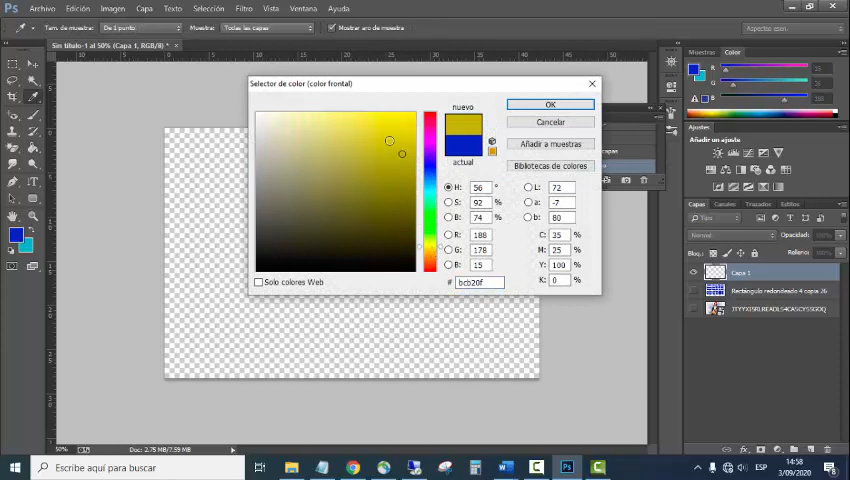 Ps Archivo Edición Imagen Capa Texto Selección Filtro Vista Ventana Ayuda
Tam. de muestra: De 1 punto Muestra: Todas las capas Mostrar aro de muestra
Sin título-1 al 50% (Capa 1, RGB/8) *
Selector de color (color frontal)
nuevo
actual
OK
Cancelar
Añadir a muestras
Bibliotecas de colores
H: 56 ° L: 72
S: 92 % a: -7
B: 74 % b: 80
R: 188 C: 35 %
G: 178 M: 25 %
B: 15 Y: 100 %
# bcb20f K: 0 %
Solo colores Web
Muestras Color
R
G
B
Ajustes
Añadir un ajuste
Capas Canales Trazados
Tipo
Normal Opacidad:
Bloq.: Relleno:
Capa 1
Rectángulo redondeado 4 copia 26
50% Doc: 2.75 MB/7.59 MB
Escribe aquí para buscar
ESP
14:58
3/09/2020